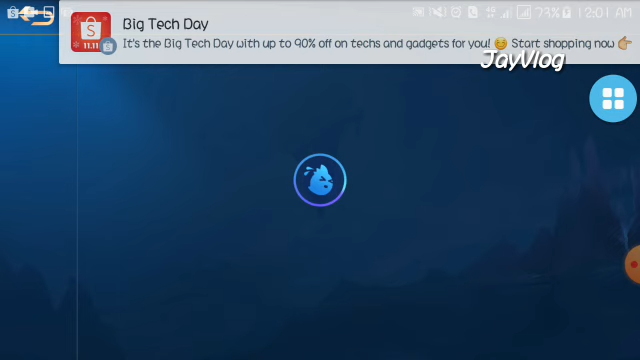 73% 12:01 AM
Big Tech Day
It's the Big Tech Day with up to 90% off on techs and gadgets for you! 😊 Start shopping now 👉
S
11.11
JayVlog